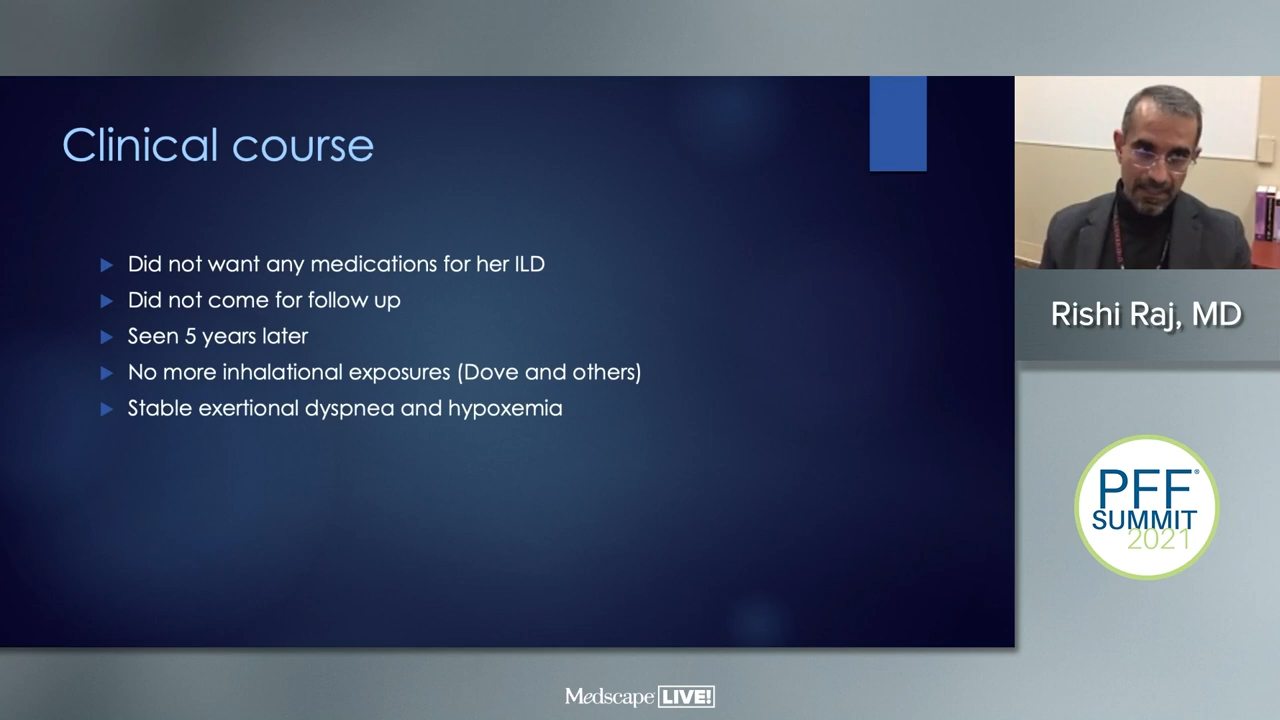 Clinical course
Did not want any medications for her ILD
Did not come for follow up
Seen 5 years later
No more inhalational exposures (Dove and others)
Stable exertional dyspnea and hypoxemia
Rishi Raj, MD
PFF®
SUMMIT
2021
Medscape LIVE!